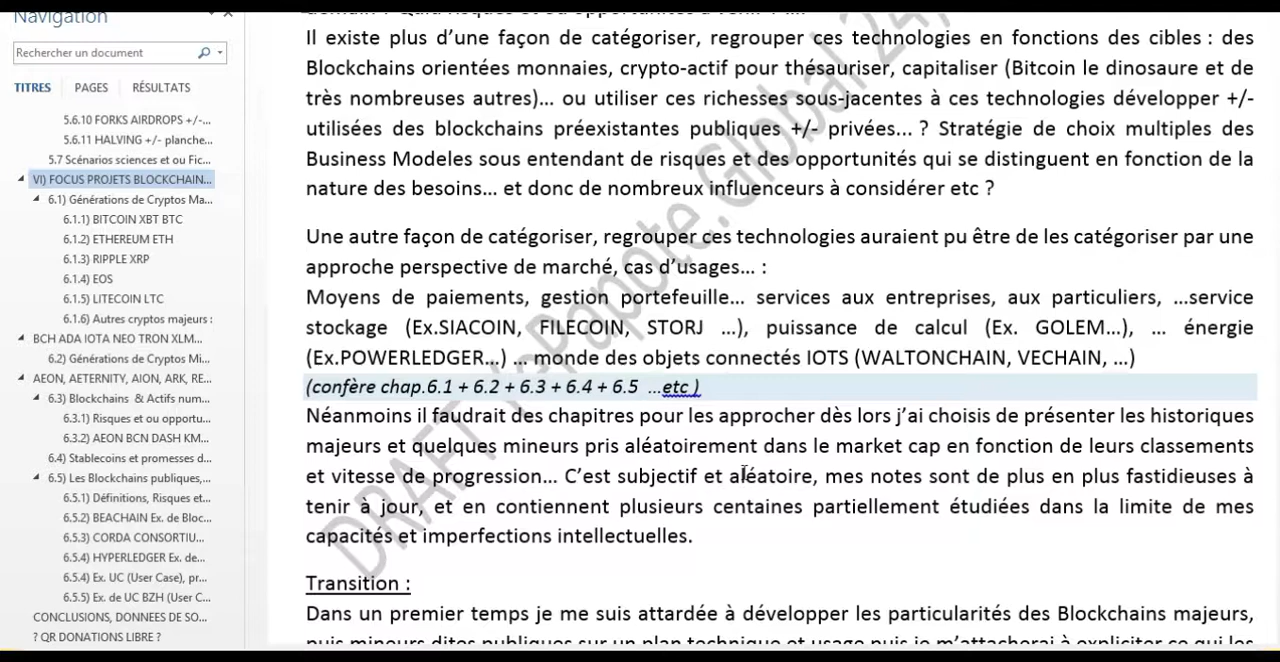 Navigation
Rechercher un document
TITRES PAGES RÉSULTATS
5.6.10 FORKS AIRDROPS +/-...
5.6.11 HALVING +/- planche...
5.7 Scénarios sciences et ou Fic...
VI) FOCUS PROJETS BLOCKCHAIN...
6.1) Générations de Cryptos Ma...
6.1.1) BITCOIN XBT BTC
6.1.2) ETHEREUM ETH
6.1.3) RIPPLE XRP
6.1.4) EOS
6.1.5) LITECOIN LTC
6.1.6) Autres cryptos majeurs :
BCH ADA IOTA NEO TRON XLM...
6.2) Générations de Cryptos Mi...
AEON, AETERNITY, AION, ARK, RE...
6.3) Blockchains & Actifs num...
6.3.1) Risques et ou opportu...
6.3.2) AEON BCN DASH KM...
6.4) Stablecoins et promesses d...
6.5) Les Blockchains publiques,...
6.5.1) Définitions, Risques et...
6.5.2) BEACHAIN Ex. de Bloc...
6.5.3) CORDA CONSORTIU...
6.5.4) HYPERLEDGER Ex. de...
6.5.4) Ex. UC (User Case), pr...
6.5.5) Ex. de UC BZH (User C...
CONCLUSIONS, DONNEES DE SO...
? QR DONATIONS LIBRE ?
Il existe plus d'une façon de catégoriser, regrouper ces technologies en fonctions des cibles : des
Blockchains orientées monnaies, crypto-actif pour thésauriser, capitaliser (Bitcoin le dinosaure et de
très nombreuses autres)... ou utiliser ces richesses sous-jacentes à ces technologies développer +/-
utilisées des blockchains préexistantes publiques +/- privées... ? Stratégie de choix multiples des
Business Modeles sous entendant de risques et des opportunités qui se distinguent en fonction de la
nature des besoins... et donc de nombreux influenceurs à considérer etc ?
Une autre façon de catégoriser, regrouper ces technologies auraient pu être de les catégoriser par une
approche perspective de marché, cas d'usages... :
Moyens de paiements, gestion portefeuille... services aux entreprises, aux particuliers, ...service
stockage (Ex.SIACOIN, FILECOIN, STORJ ...), puissance de calcul (Ex. GOLEM...), ... énergie
(Ex.POWERLEDGER...) ... monde des objets connectés IOTS (WALTONCHAIN, VECHAIN, ...)
(confère chap.6.1 + 6.2 + 6.3 + 6.4 + 6.5 ...etc )
Néanmoins il faudrait des chapitres pour les approcher dès lors j'ai choisis de présenter les historiques
majeurs et quelques mineurs pris aléatoirement dans le market cap en fonction de leurs classements
et vitesse de progression... C'est subjectif et aléatoire, mes notes sont de plus en plus fastidieuses à
tenir à jour, et en contiennent plusieurs centaines partiellement étudiées dans la limite de mes
capacités et imperfections intellectuelles.
Transition :
Dans un premier temps je me suis attardée à développer les particularités des Blockchains majeurs,
puis mineurs dites publiques sur un plan technique et usage puis je m'attacherai à expliciter ce qui les